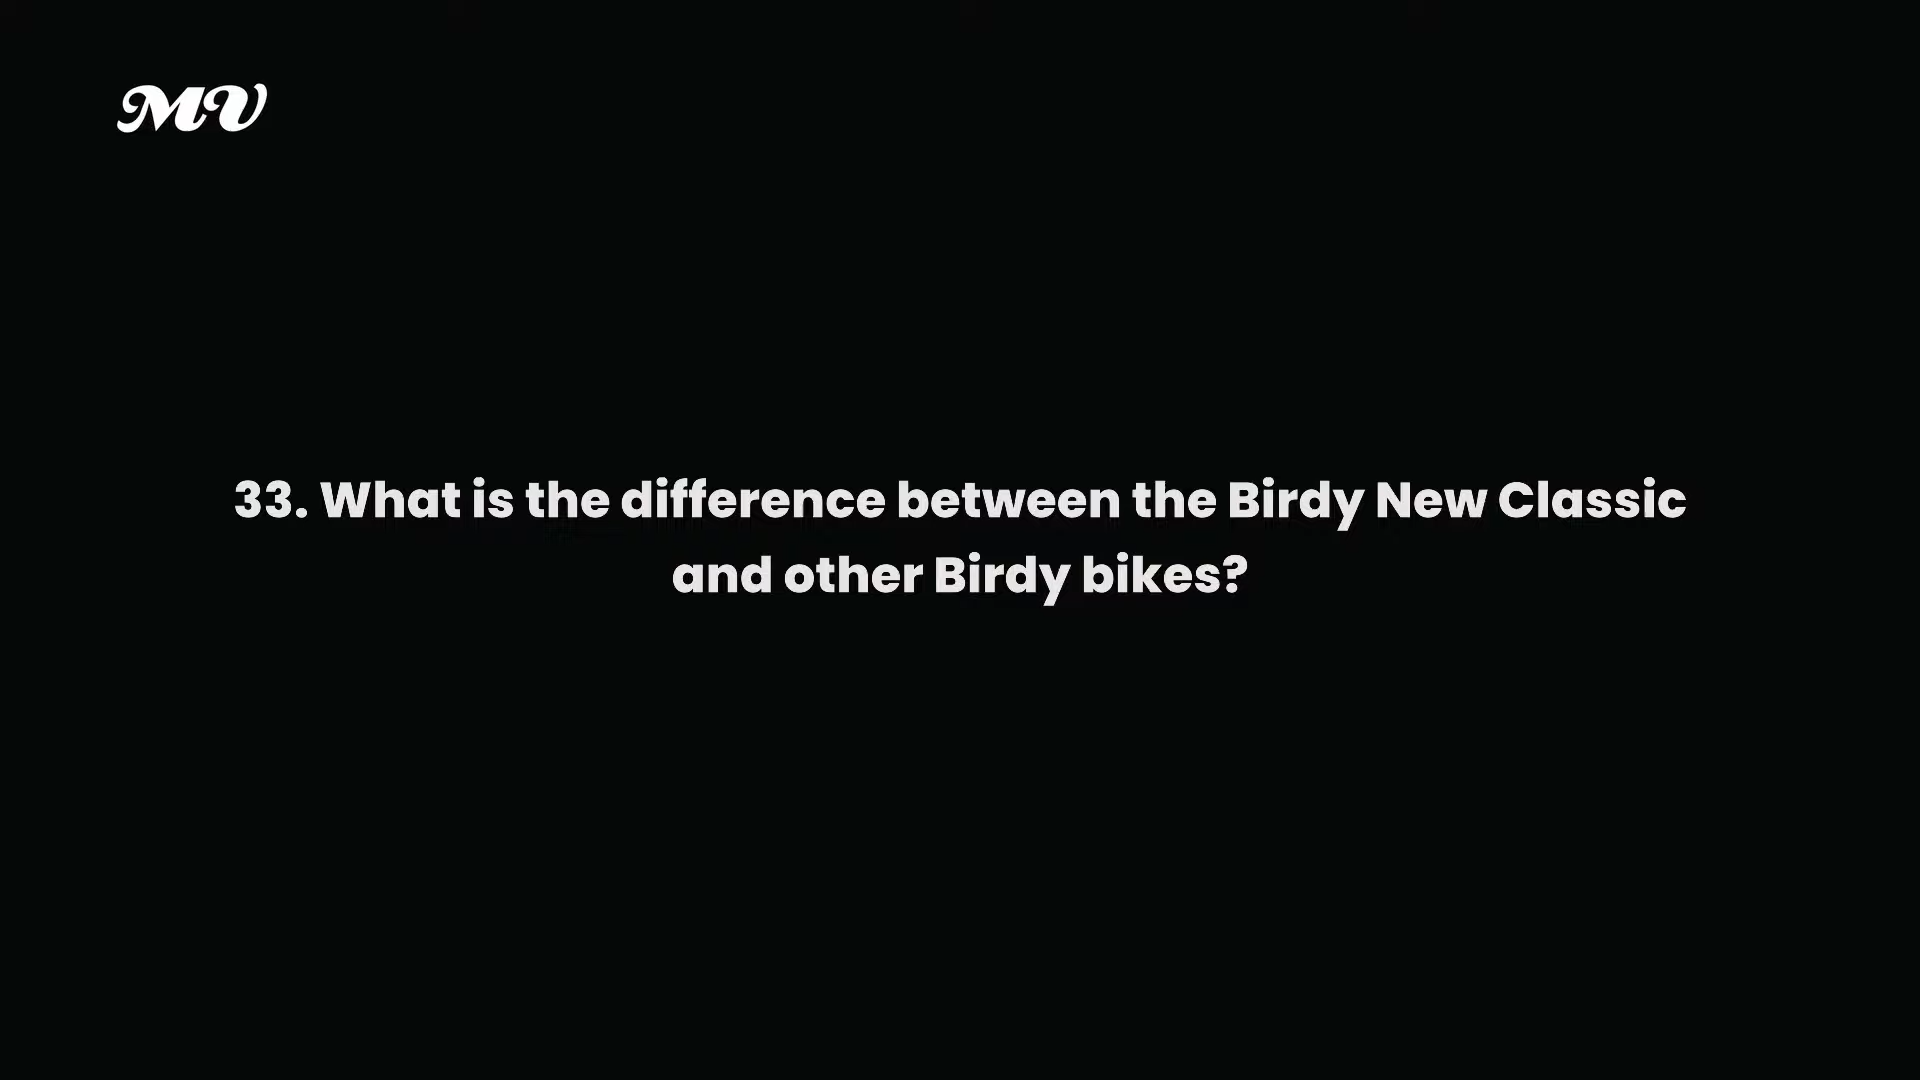 MV
33. What is the difference between the Birdy New Classic
and other Birdy bikes?